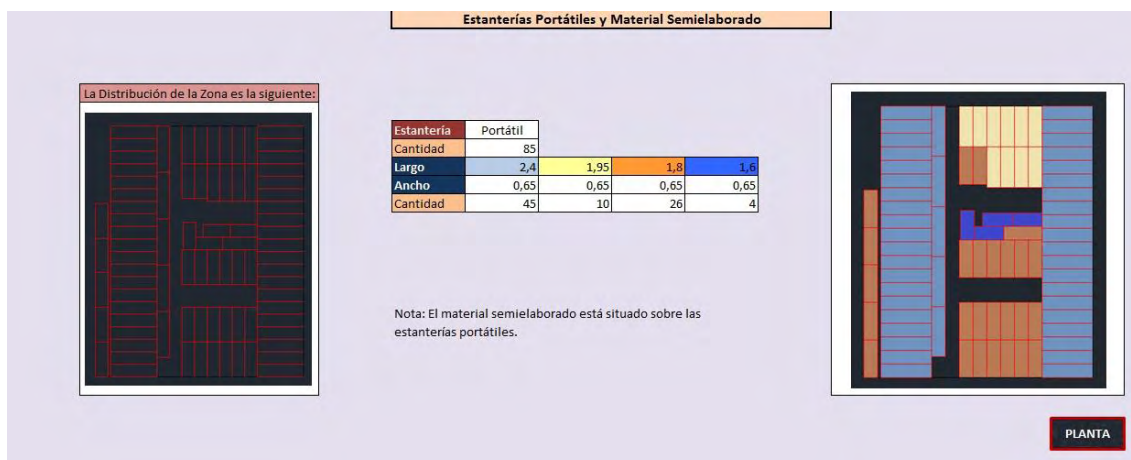 Estanterías Portátiles y Material Semielaborado
La Distribución de la Zona es la siguiente:
Estantería Portátil
Cantidad 85
Largo 2,4 1,95 1,8 1,6
Ancho 0,65 0,65 0,65 0,65
Cantidad 45 10 26 4
Nota: El material semielaborado está situado sobre las
estanterías portátiles.
PLANTA